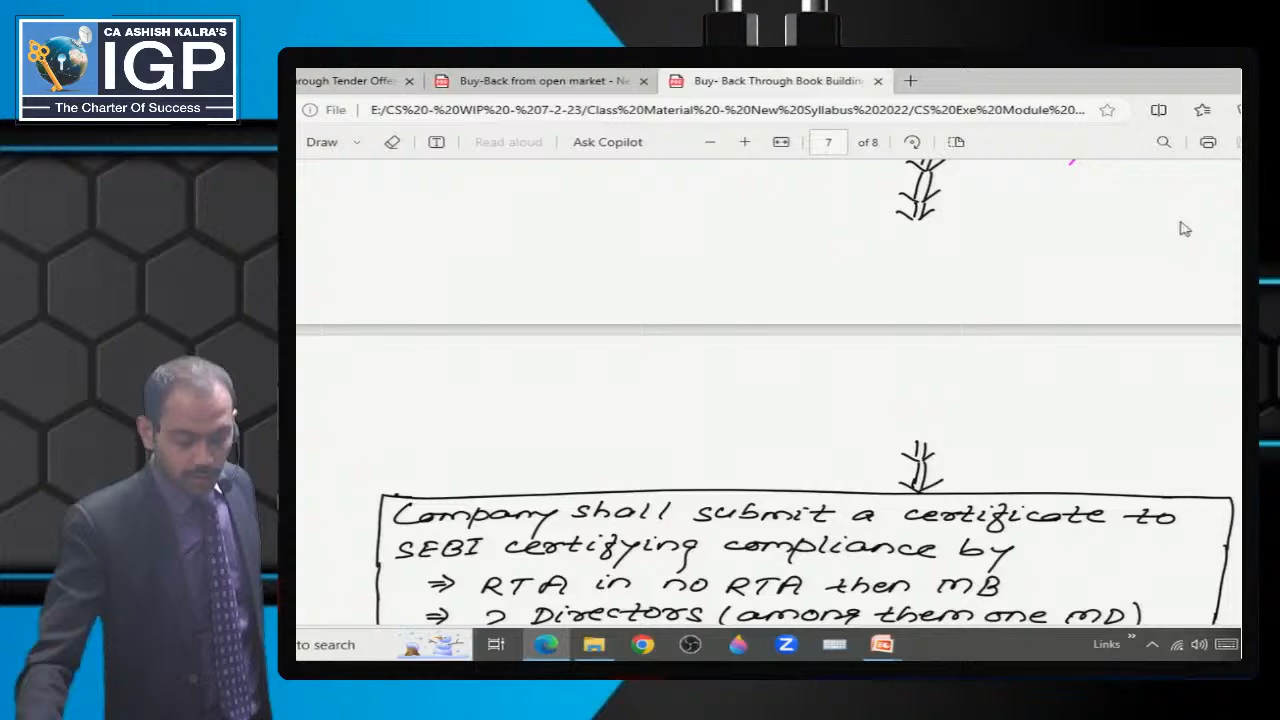 CA ASHISH KALRA'S
IGP
The Charter Of Success
rough Tender Offe
Buy-Back from open market - Ne
Buy- Back Through Book Buildin
File
E:/CS%20-%20WIP%20-%207-2-23/Class%20Material%20-%20New%20Syllabus%202022/CS%20Exe%20Module%20...
Draw
Read aloud
Ask Copilot
7
of 8
Company shall submit a certificate to
SEBI certifying compliance by
⇒ RTA in no RTA then MB
⇒ 2 Directors (among them one MD)
to search
Links